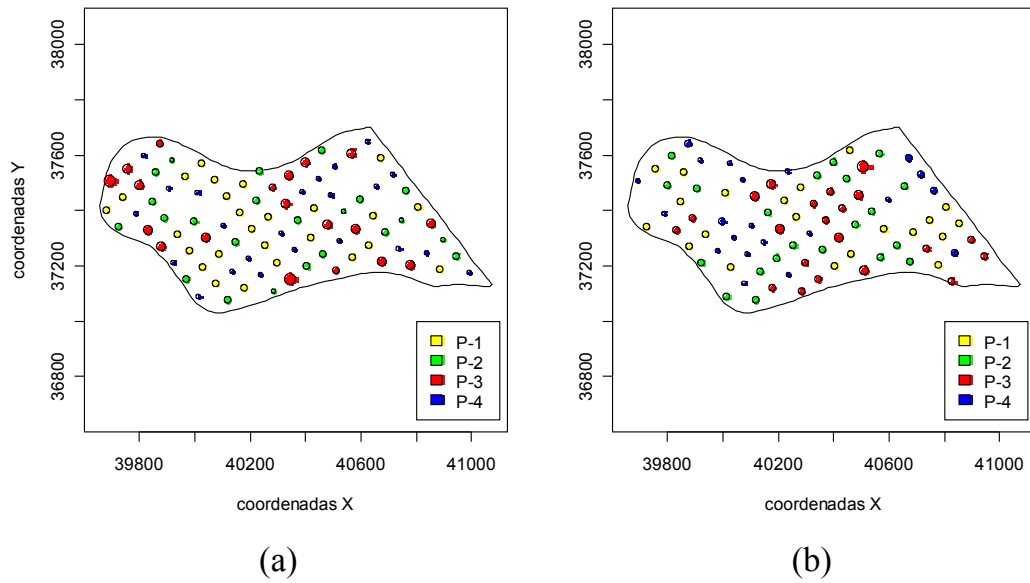 38000
37600
37200
36800
coordenadas Y
P-1
P-2
P-3
P-4
39800
40200
40600
41000
coordenadas X
(a)
38000
37600
37200
36800
P-1
P-2
P-3
P-4
39800
40200
40600
41000
coordenadas X
(b)